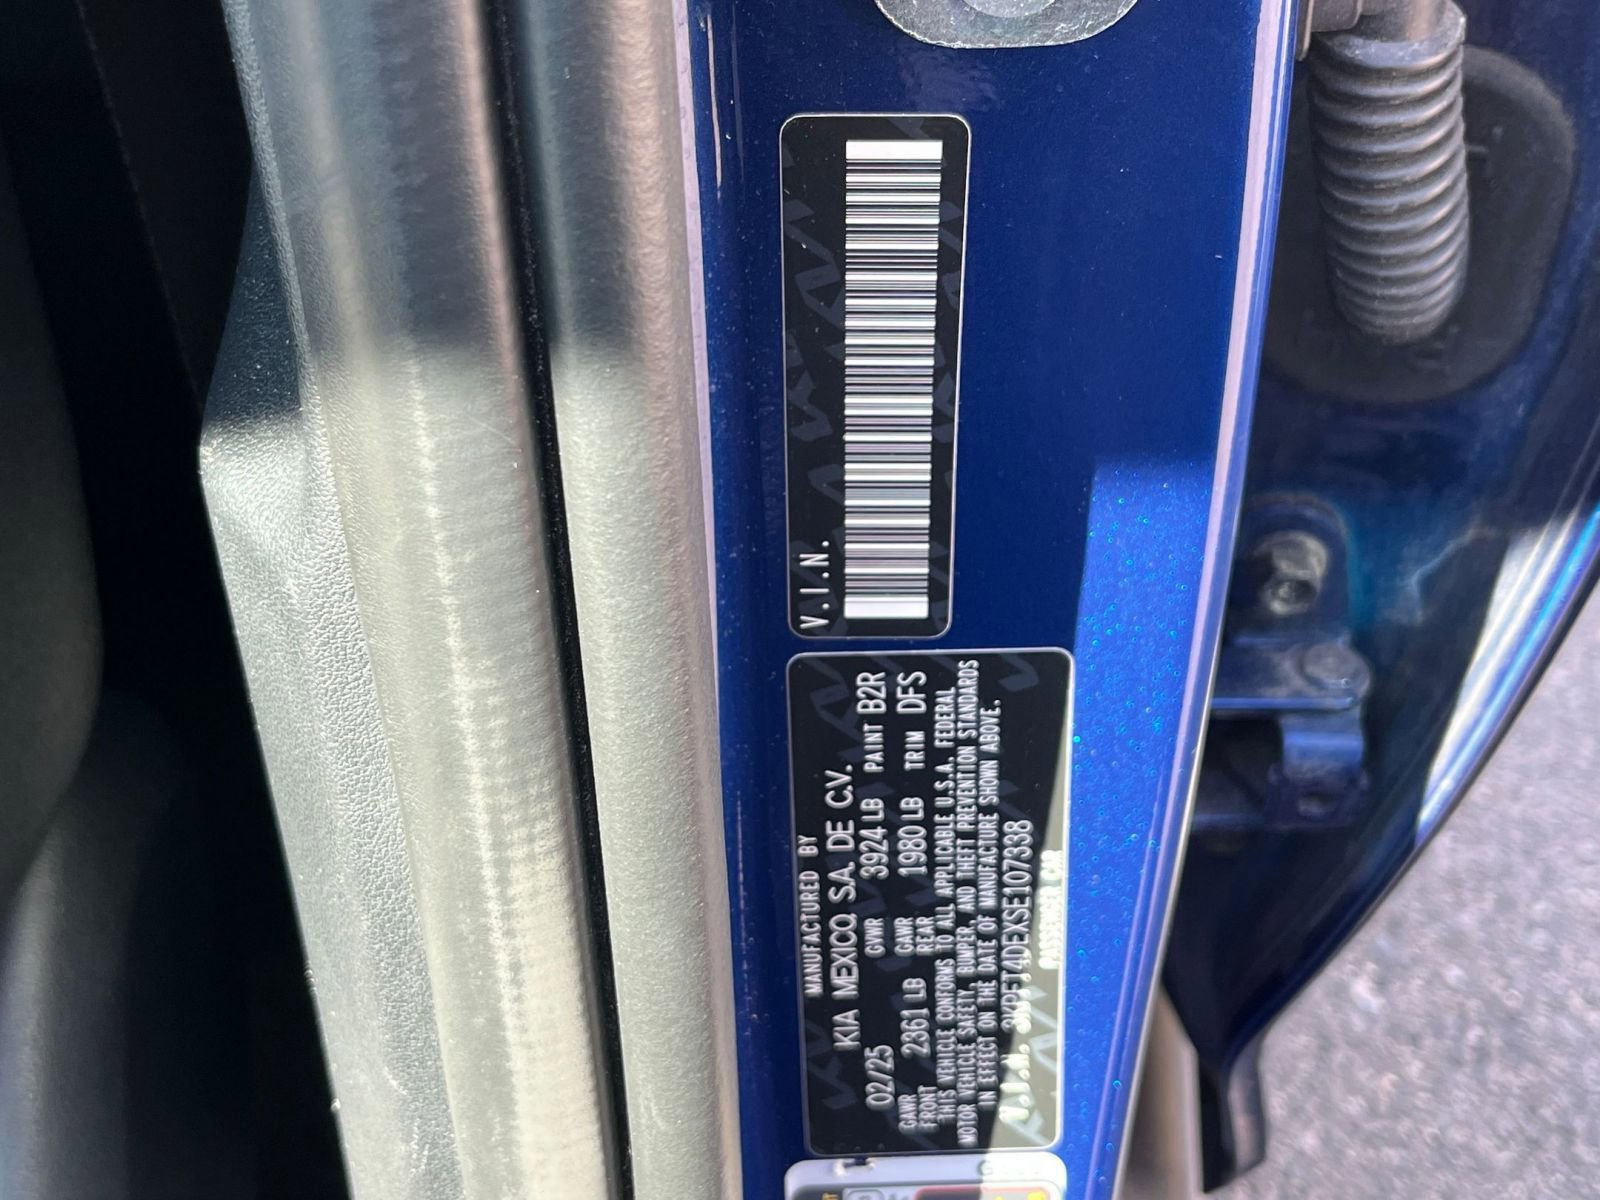 V.I.N.
MANUFACTURED BY
KIA MEXICO, S.A. DE C.V.
02/25 GVWR 3924 LB PAINT B2R
GAWR FRONT 2361 LB GAWR REAR 1980 LB TRIM DFS
THIS VEHICLE CONFORMS TO ALL APPLICABLE U.S.A. FEDERAL
MOTOR VEHICLE SAFETY, BUMPER, AND THEFT PREVENTION STANDARDS
IN EFFECT ON THE DATE OF MANUFACTURE SHOWN ABOVE.
V.I.N. 3KPFT4DEXSE107338
PASSENGER CAR